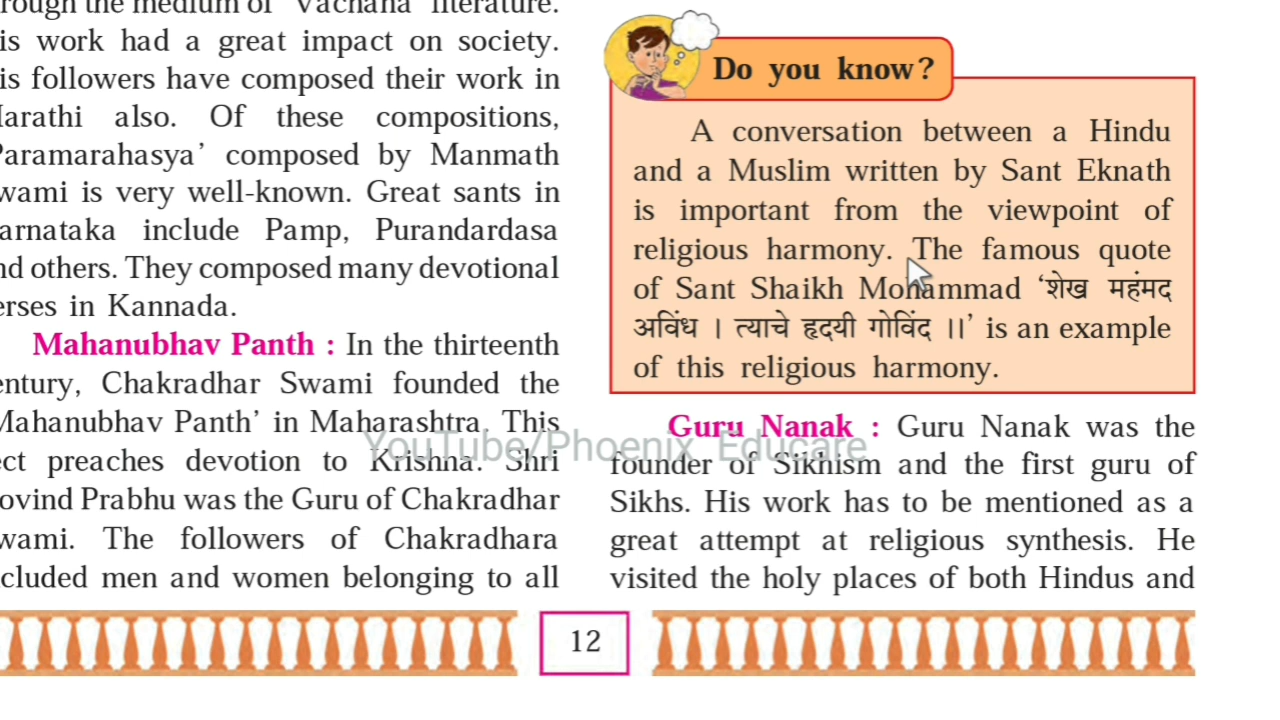 rough the medium of 'Vachana' literature.
is work had a great impact on society.
is followers have composed their work in
arathi also. Of these compositions,
Paramarahasya' composed by Manmath
wami is very well-known. Great sants in
arnataka include Pamp, Purandardasa
nd others. They composed many devotional
erses in Kannada.
Mahanubhav Panth : In the thirteenth
entury, Chakradhar Swami founded the
Mahanubhav Panth' in Maharashtra. This
ect preaches devotion to Krishna. Shri
ovind Prabhu was the Guru of Chakradhar
wami. The followers of Chakradhara
cluded men and women belonging to all
Do you know?
A conversation between a Hindu
and a Muslim written by Sant Eknath
is important from the viewpoint of
religious harmony. The famous quote
of Sant Shaikh Mohammad 'शेख महंमद
अविंध । त्याचे हृदयी गोविंद ।।' is an example
of this religious harmony.
Guru Nanak : Guru Nanak was the
founder of Sikhism and the first guru of
Sikhs. His work has to be mentioned as a
great attempt at religious synthesis. He
visited the holy places of both Hindus and
YouTube/Phoenix Educare
12